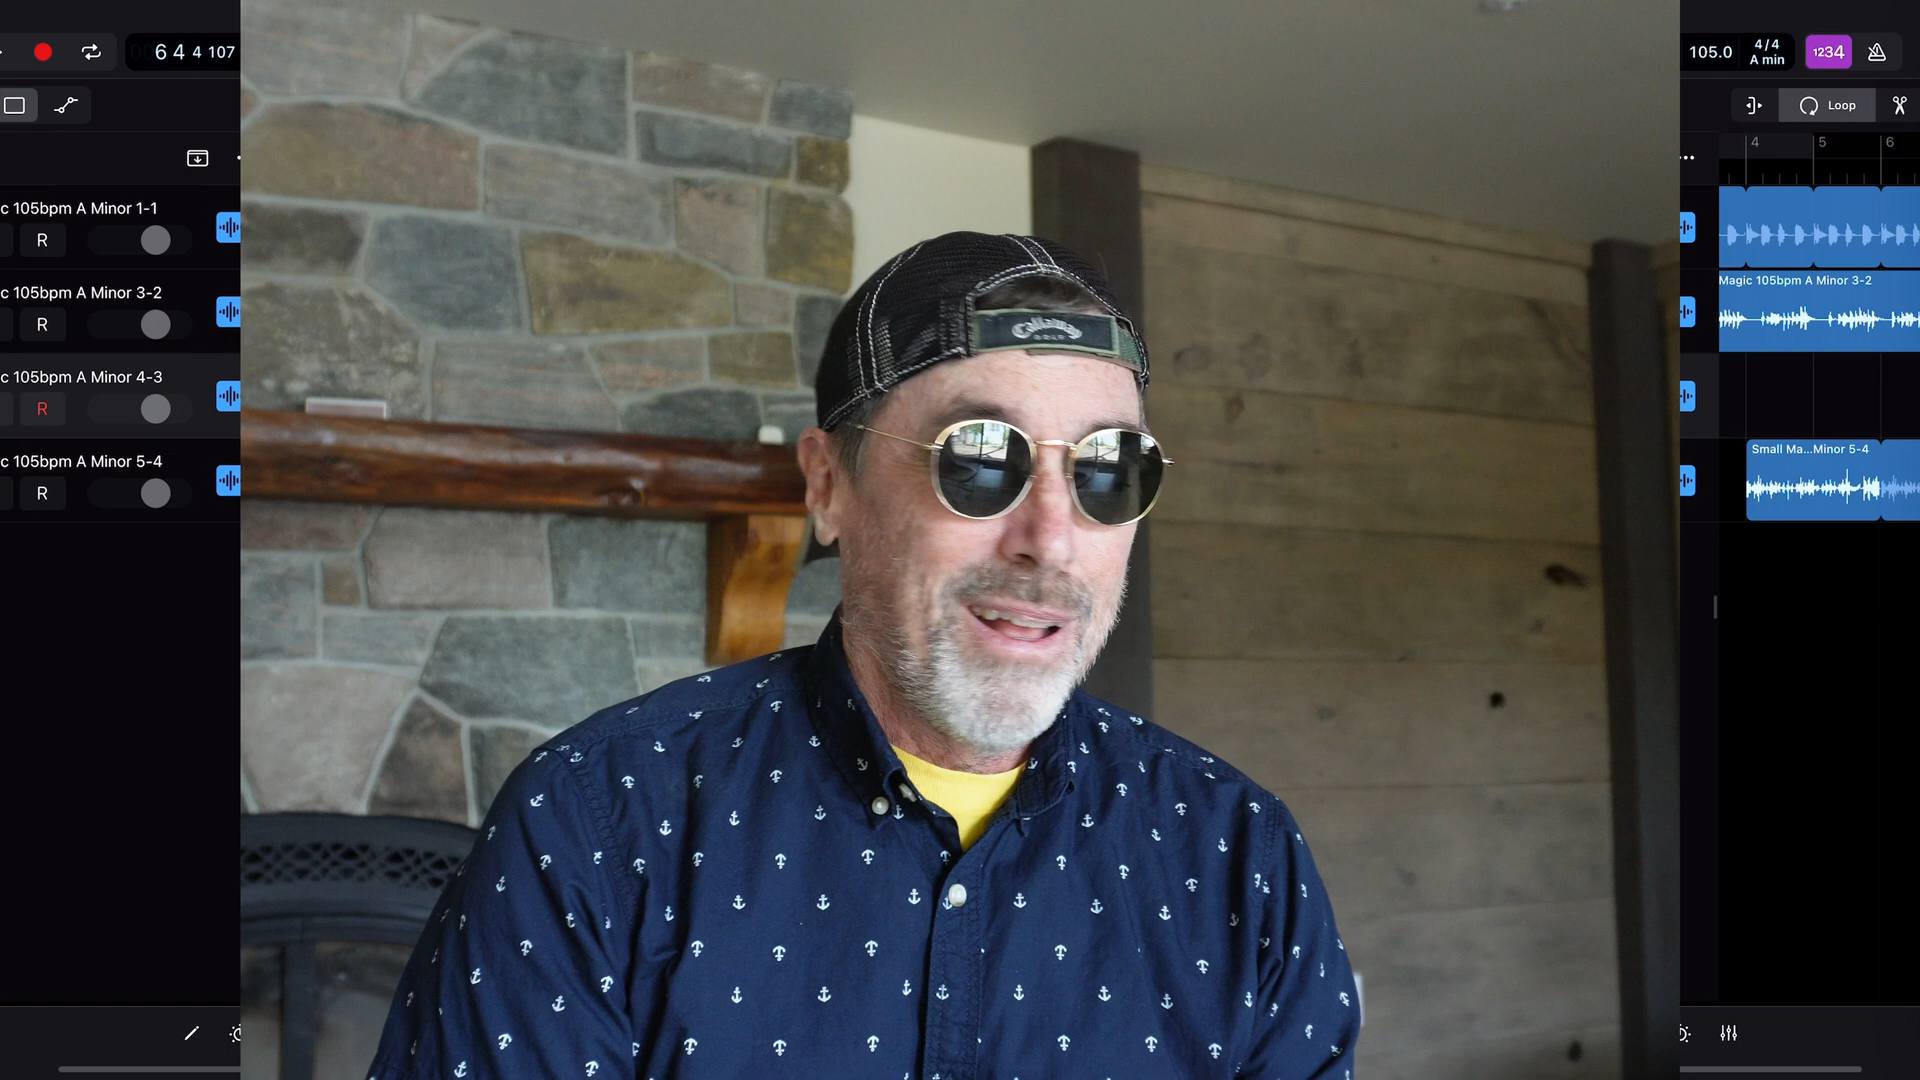 6 4 4 107
105.0
4/4
A min
1234
Loop
4
5
6
c 105bpm A Minor 1-1
R
c 105bpm A Minor 3-2
R
Magic 105bpm A Minor 3-2
c 105bpm A Minor 4-3
R
c 105bpm A Minor 5-4
R
Small Ma...Minor 5-4
Callaway
GOLF